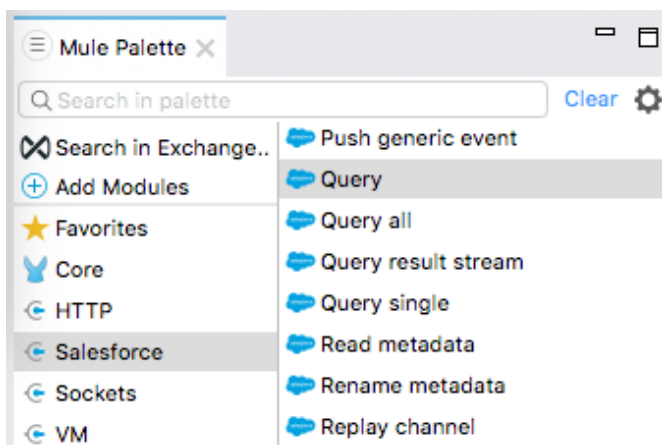 Mule Palette
Search in palette
Clear
Search in Exchange..
Add Modules
Favorites
Core
HTTP
Salesforce
Sockets
VM
Push generic event
Query
Query all
Query result stream
Query single
Read metadata
Rename metadata
Replay channel